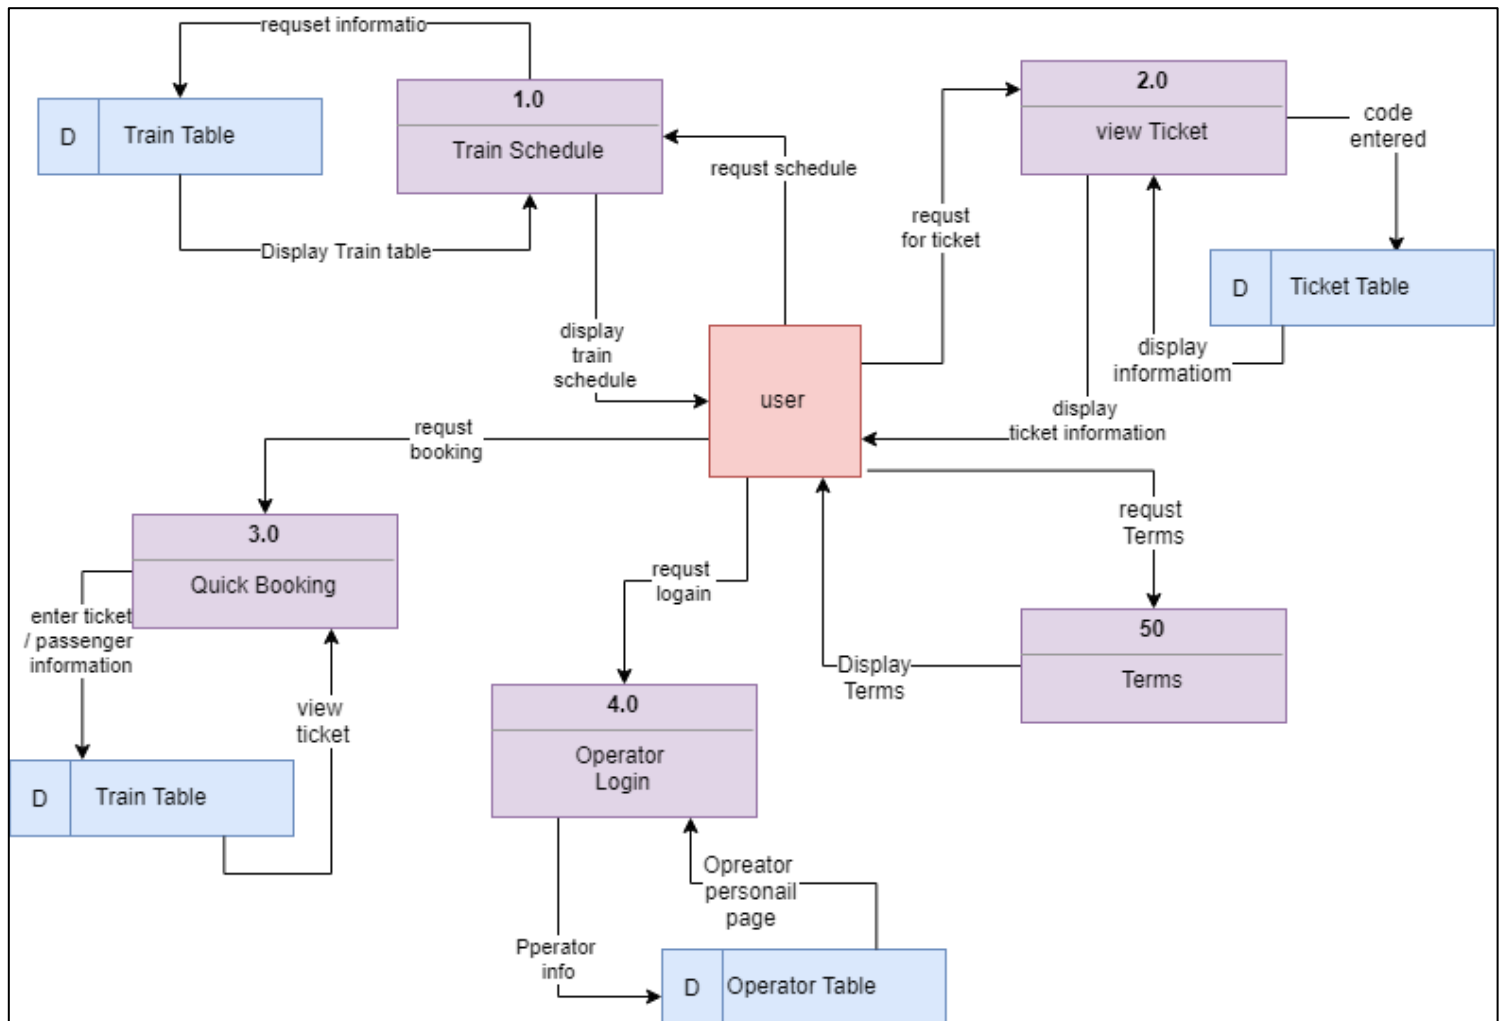 requset informatio
1.0
Train Schedule
D
Train Table
Display Train table
requst schedule
display
train
schedule
2.0
view Ticket
code
entered
requst
for ticket
D
Ticket Table
display
informatiom
display
ticket information
user
requst
booking
requst
Terms
3.0
Quick Booking
enter ticket
/ passenger
information
view
ticket
D
Train Table
requst
logain
50
Terms
Display
Terms
4.0
Operator
Login
Opreator
personail
page
Pperator
info
D
Operator Table